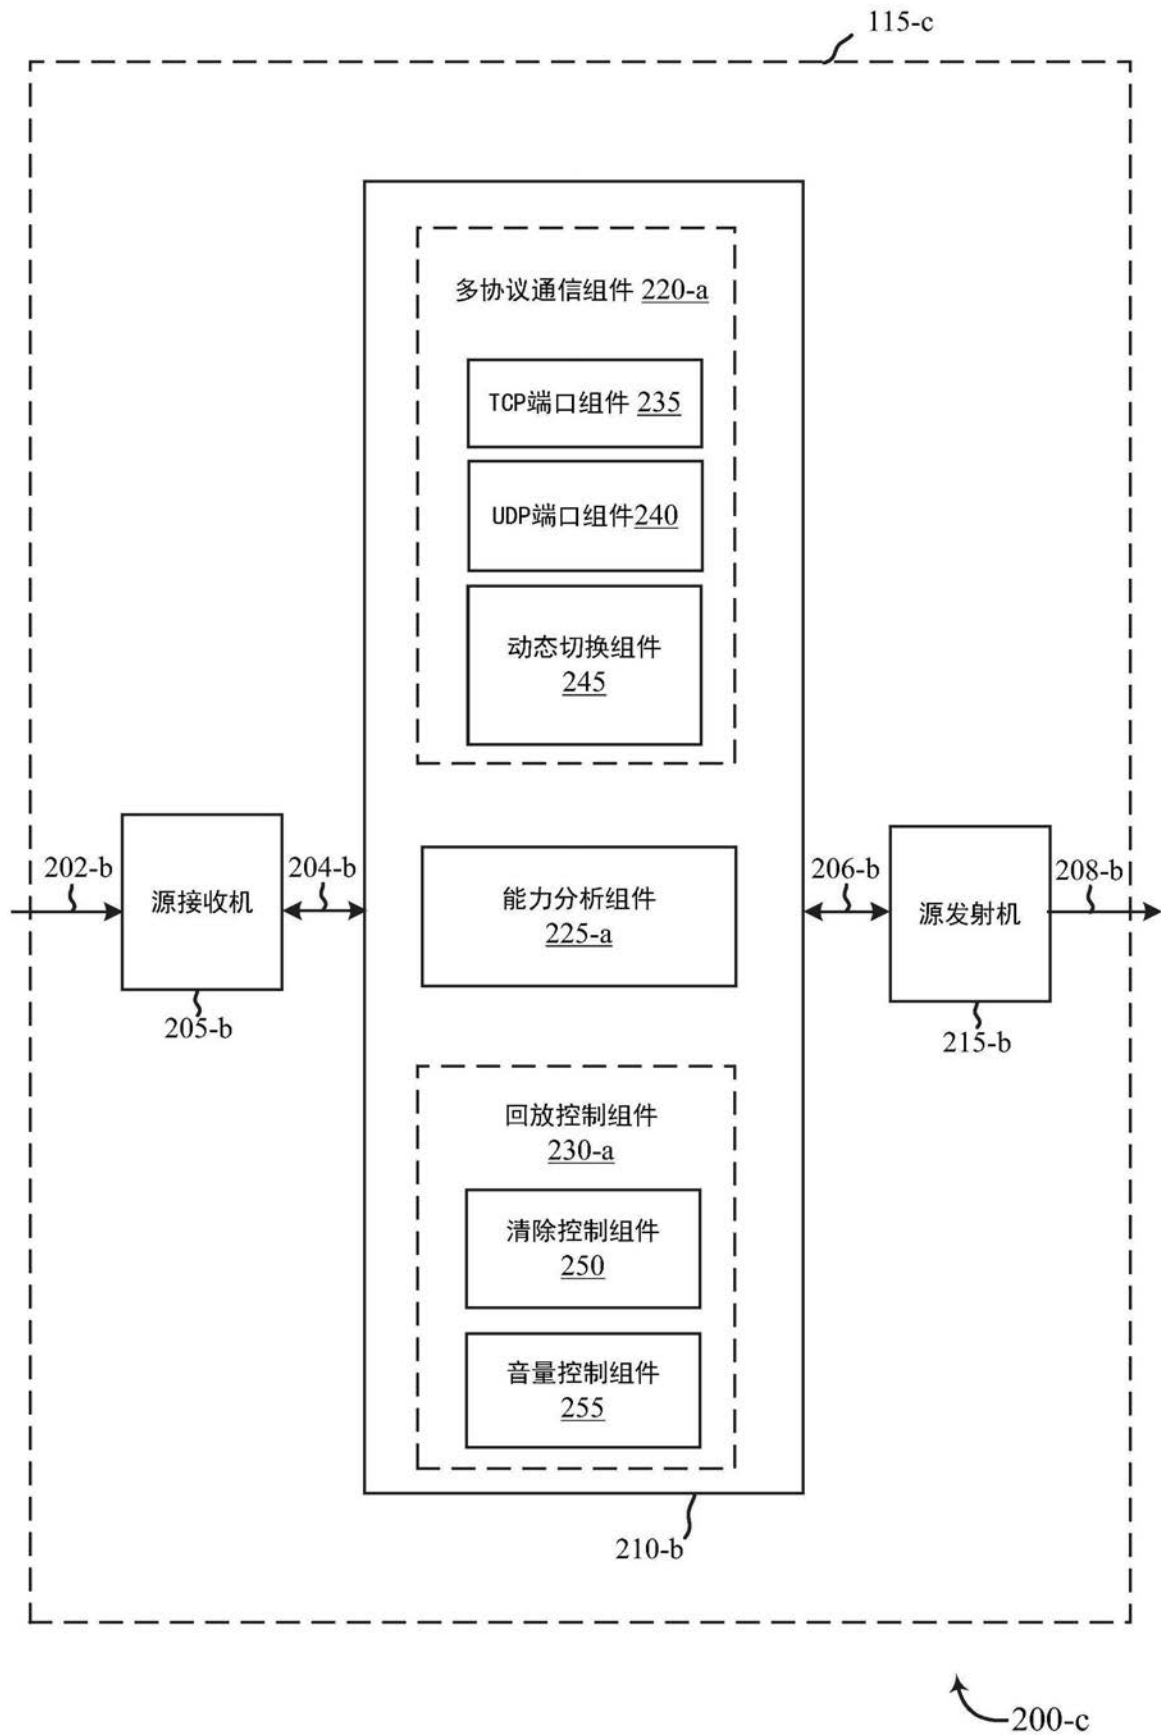 115-c
多协议通信组件 220-a
TCP端口组件 235
UDP端口组件240
动态切换组件
245
202-b
源接收机
205-b
204-b
能力分析组件
225-a
206-b
源发射机
215-b
208-b
回放控制组件
230-a
清除控制组件
250
音量控制组件
255
210-b
200-c